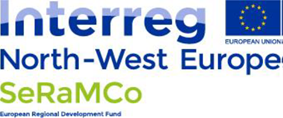 Interreg
EUROPEAN UNION
North-West Europe
SeRaMCo
European Regional Development Fund